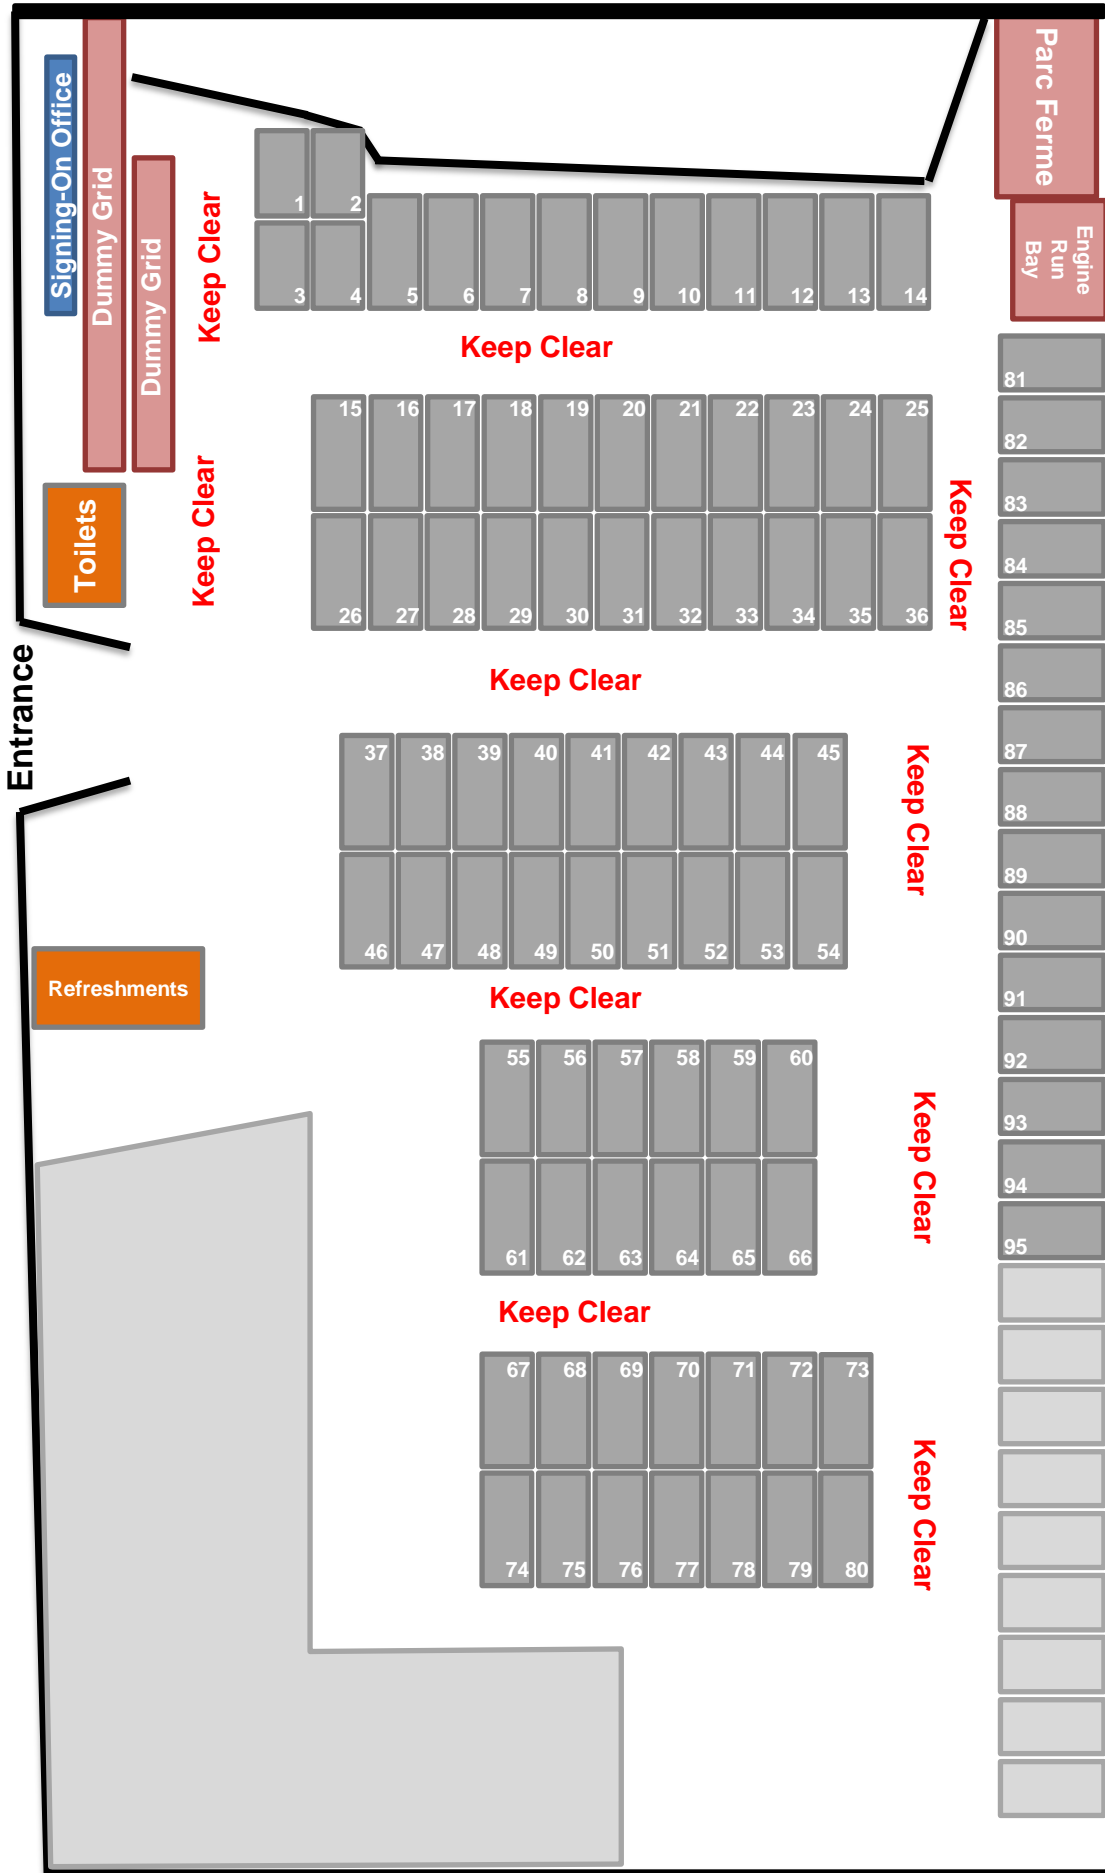 Parc Ferme
Signing-On Office
Dummy Grid
Dummy Grid
Keep Clear
1 2
3 4 5 6 7 8 9 10 11 12 13 14
Engine
Run
Bay
Keep Clear
81
15 16 17 18 19 20 21 22 23 24 25
82
Keep Clear
Keep Clear
83
Toilets
84
26 27 28 29 30 31 32 33 34 35 36
85
Entrance
Keep Clear
86
37 38 39 40 41 42 43 44 45
Keep Clear
87
88
89
46 47 48 49 50 51 52 53 54
90
Refreshments
Keep Clear
91
55 56 57 58 59 60
92
Keep Clear
93
94
61 62 63 64 65 66
95
Keep Clear
67 68 69 70 71 72 73
Keep Clear
74 75 76 77 78 79 80